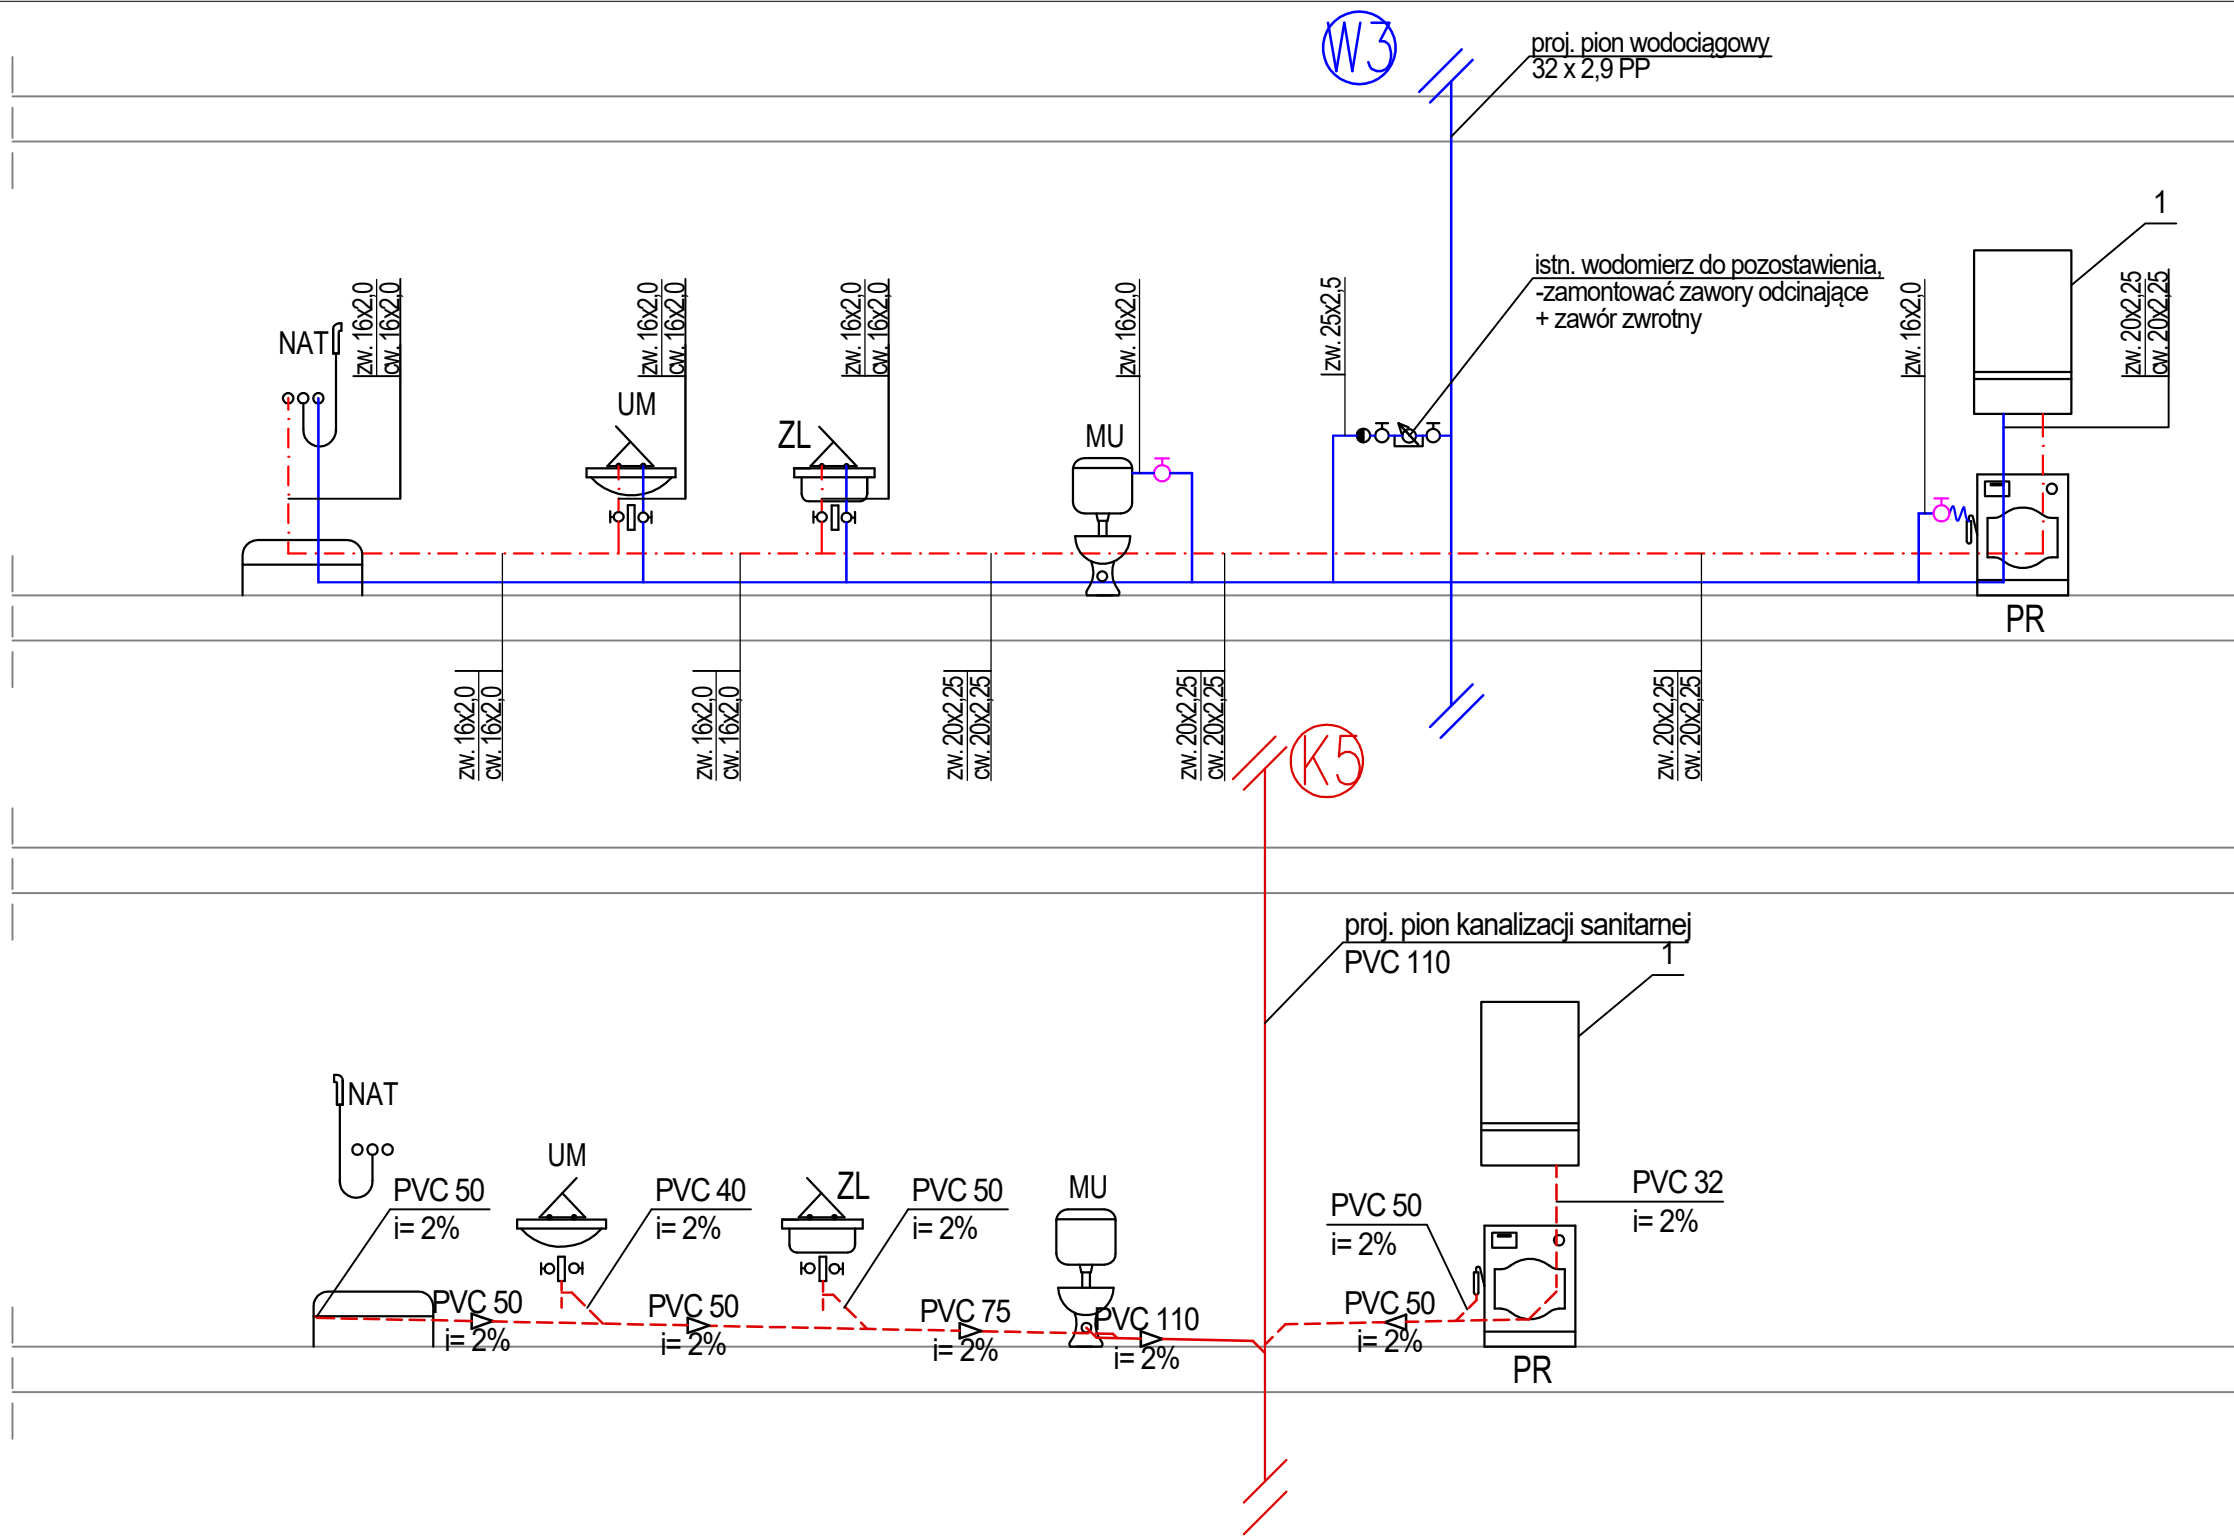 W3
proj. pion wodociągowy
32 x 2,9 PP
1
istn. wodomierz do pozostawienia,
-zamontować zawory odcinające
+ zawór zwrotny
NAT
zw. 16x2,0
cw. 16x2,0
UM
zw. 16x2,0
cw. 16x2,0
ZL
zw. 16x2,0
cw. 16x2,0
MU
zw. 16x2,0
zw. 25x2,5
zw. 16x2,0
zw. 20x2,25
cw. 20x2,25
PR
zw. 16x2,0
cw. 16x2,0
zw. 16x2,0
cw. 16x2,0
zw. 20x2,25
cw. 20x2,25
zw. 20x2,25
cw. 20x2,25
zw. 20x2,25
cw. 20x2,25
K5
proj. pion kanalizacji sanitarnej
PVC 110
1
NAT
UM
ZL
MU
PVC 50
i= 2%
PVC 40
i= 2%
PVC 50
i= 2%
PVC 50
i= 2%
PVC 32
i= 2%
PVC 50
i= 2%
PVC 50
i= 2%
PVC 75
i= 2%
PVC 110
i= 2%
PVC 50
i= 2%
PR